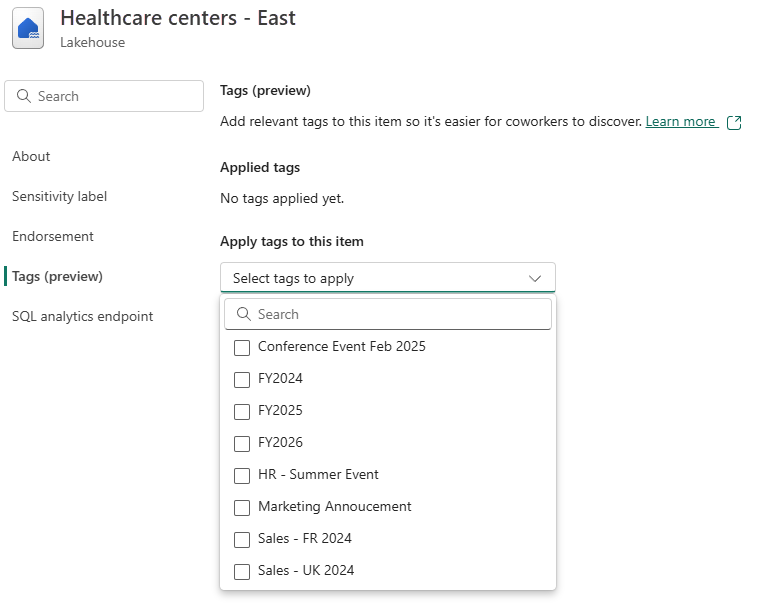 Healthcare centers - East
Lakehouse
Search
About
Sensitivity label
Endorsement
Tags (preview)
SQL analytics endpoint
Tags (preview)
Add relevant tags to this item so it's easier for coworkers to discover. Learn more
Applied tags
No tags applied yet.
Apply tags to this item
Select tags to apply
Search
Conference Event Feb 2025
FY2024
FY2025
FY2026
HR - Summer Event
Marketing Annoucement
Sales - FR 2024
Sales - UK 2024